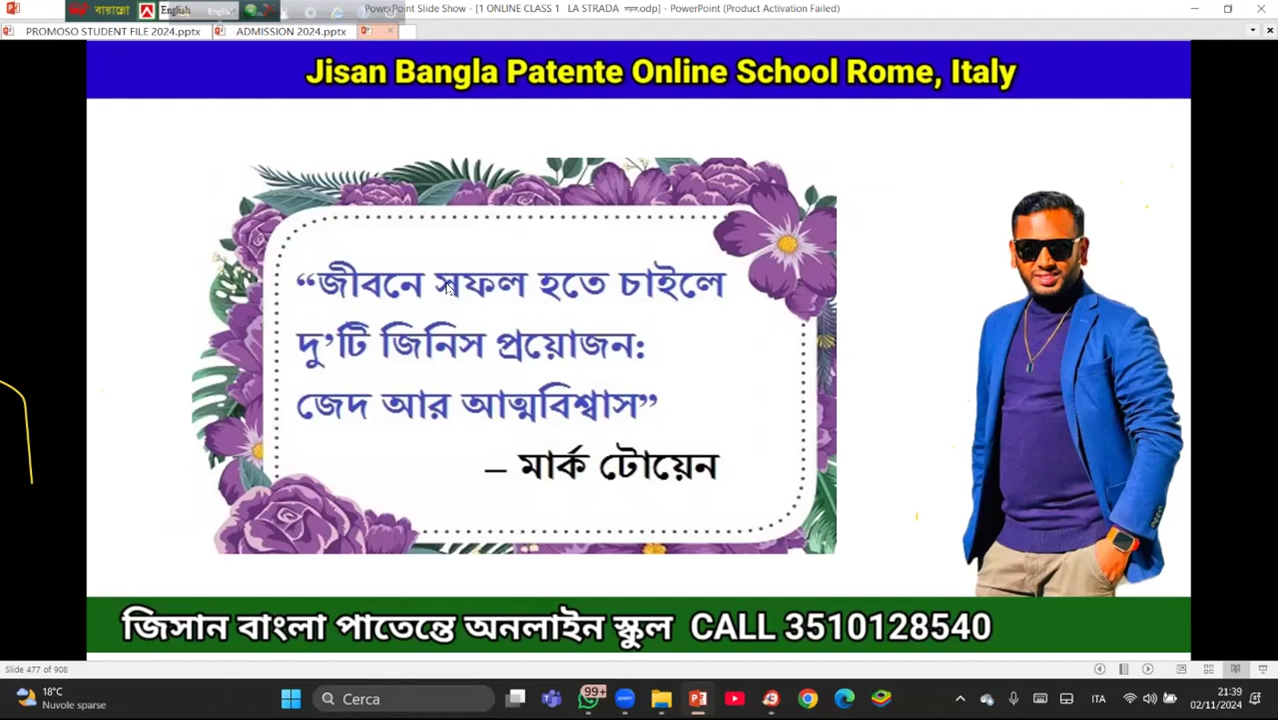 বায়ান্নো English
PowerPoint Slide Show - [1 ONLINE CLASS 1 LA STRADA .odp] - PowerPoint (Product Activation Failed)
PROMOSO STUDENT FILE 2024.pptx ADMISSION 2024.pptx
Jisan Bangla Patente Online School Rome, Italy
“জীবনে সফল হতে চাইলে
দু’টি জিনিস প্রয়োজন:
জেদ আর আত্মবিশ্বাস”
– মার্ক টোয়েন
জিসান বাংলা পাতেন্তে অনলাইন স্কুল CALL 3510128540
Slide 477 of 908
18°C
Nuvole sparse
Cerca
99+
ITA
21:39
02/11/2024